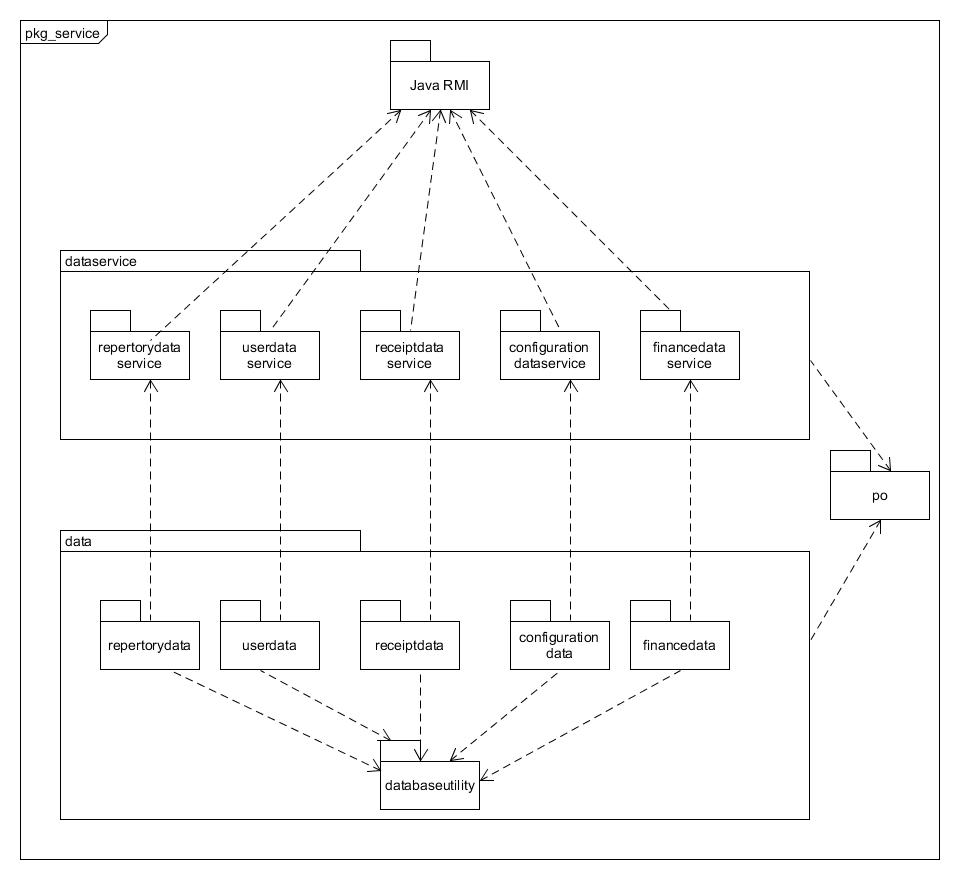 pkg_service
Java RMI
dataservice
repertorydata
service
userdata
service
receiptdata
service
configuration
dataservice
financedata
service
po
data
repertorydata
userdata
receiptdata
configuration
data
financedata
databaseutility